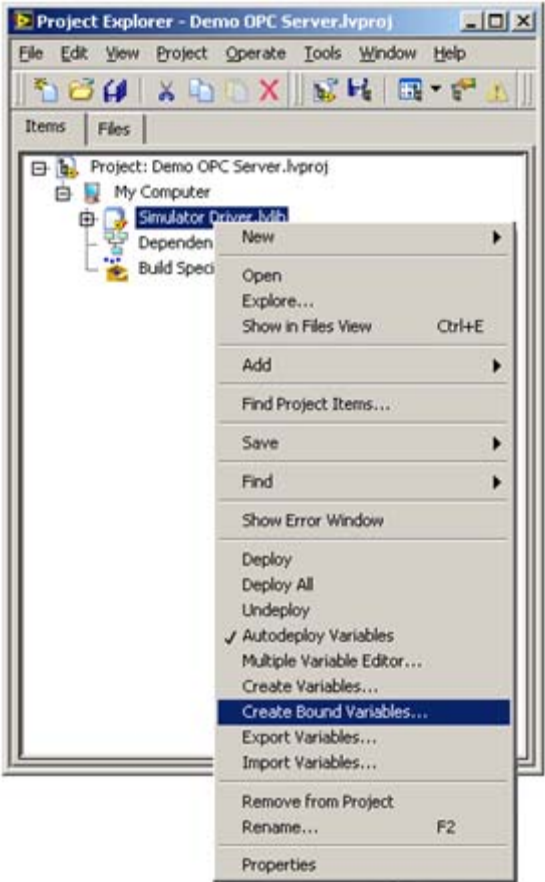 Project Explorer - Demo OPC Server.lvproj
File Edit View Project Operate Tools Window Help
Items Files
Project: Demo OPC Server.lvproj
My Computer
Simulator Driver.lvlib
Dependen
Build Speci
New
Open
Explore...
Show in Files View Ctrl+E
Add
Find Project Items...
Save
Find
Show Error Window
Deploy
Deploy All
Undeploy
Autodeploy Variables
Multiple Variable Editor...
Create Variables...
Create Bound Variables...
Export Variables...
Import Variables...
Remove from Project
Rename... F2
Properties